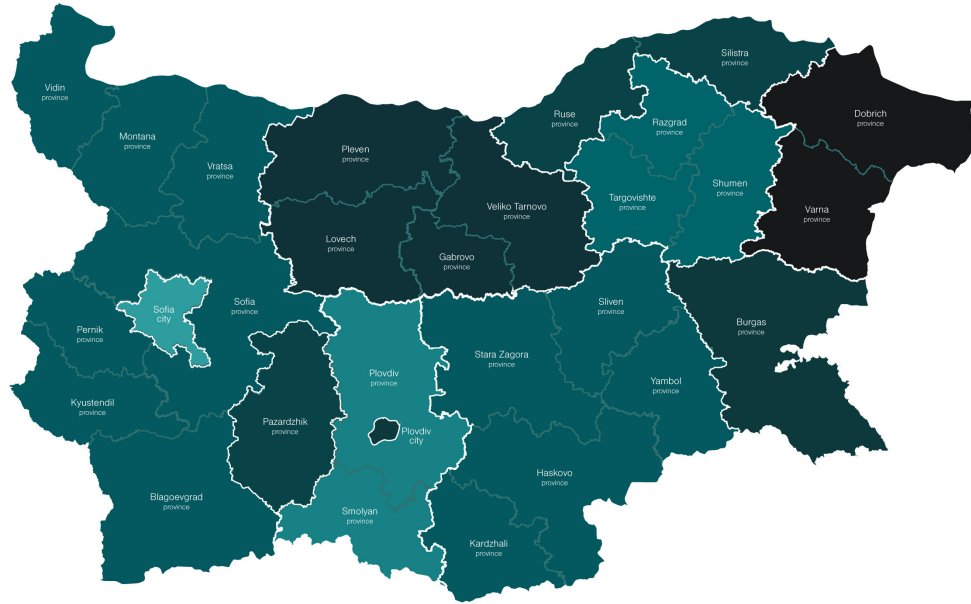 Silistra
province
Vidin
province
Dobrich
province
Ruse
province
Razgrad
province
Montana
province
Pleven
province
Vratsa
province
Shumen
province
Targovishte
province
Veliko Tarnovo
province
Varna
province
Lovech
province
Gabrovo
province
Sofia
province
Sliven
province
Sofia
city
Burgas
province
Pernik
province
Stara Zagora
province
Plovdiv
province
Yambol
province
Kyustendil
province
Pazardzhik
province
Plovdiv
city
Haskovo
province
Blagoevgrad
province
Smolyan
province
Kardzhali
province